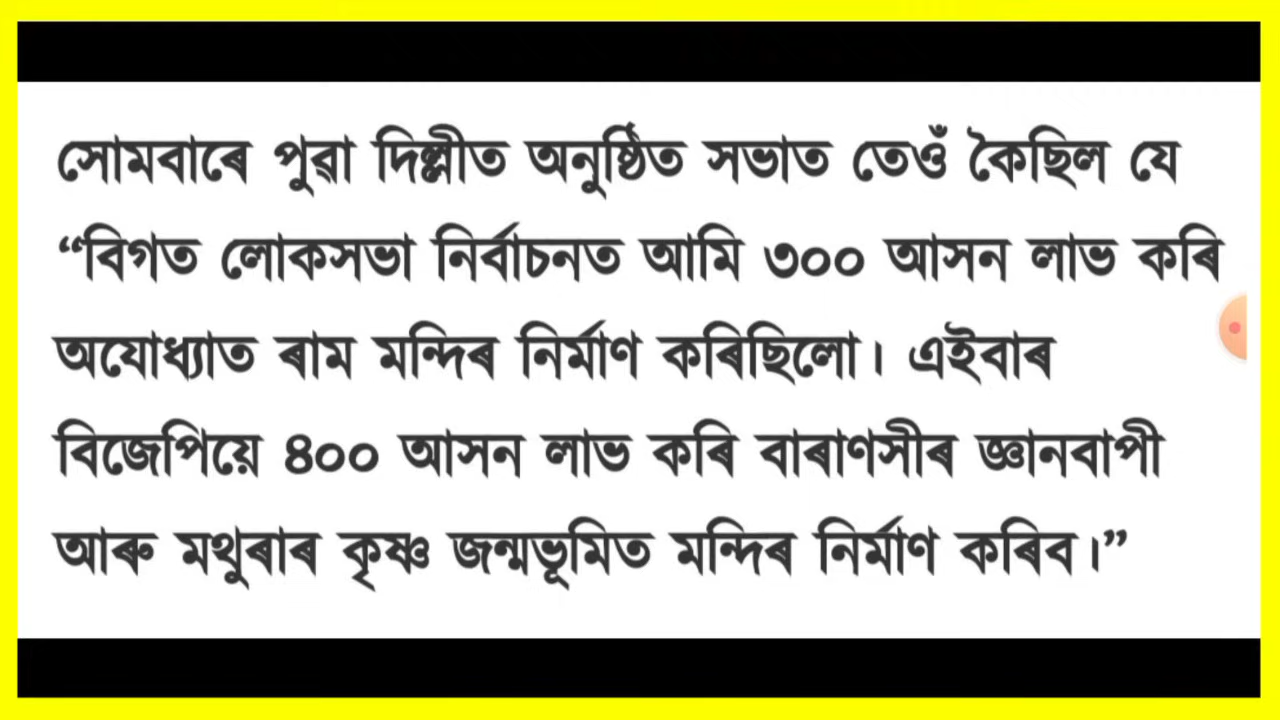 সোমবাৰে পুৱা দিল্লীত অনুষ্ঠিত সভাত তেওঁ কৈছিল যে
“বিগত লোকসভা নিৰ্বাচনত আমি ৩০০ আসন লাভ কৰি
অযোধ্যাত ৰাম মন্দিৰ নিৰ্মাণ কৰিছিলো। এইবাৰ
বিজেপিয়ে ৪০০ আসন লাভ কৰি বাৰাণসীৰ জ্ঞানবাপী
আৰু মথুৰাৰ কৃষ্ণ জন্মভূমিত মন্দিৰ নিৰ্মাণ কৰিব।”